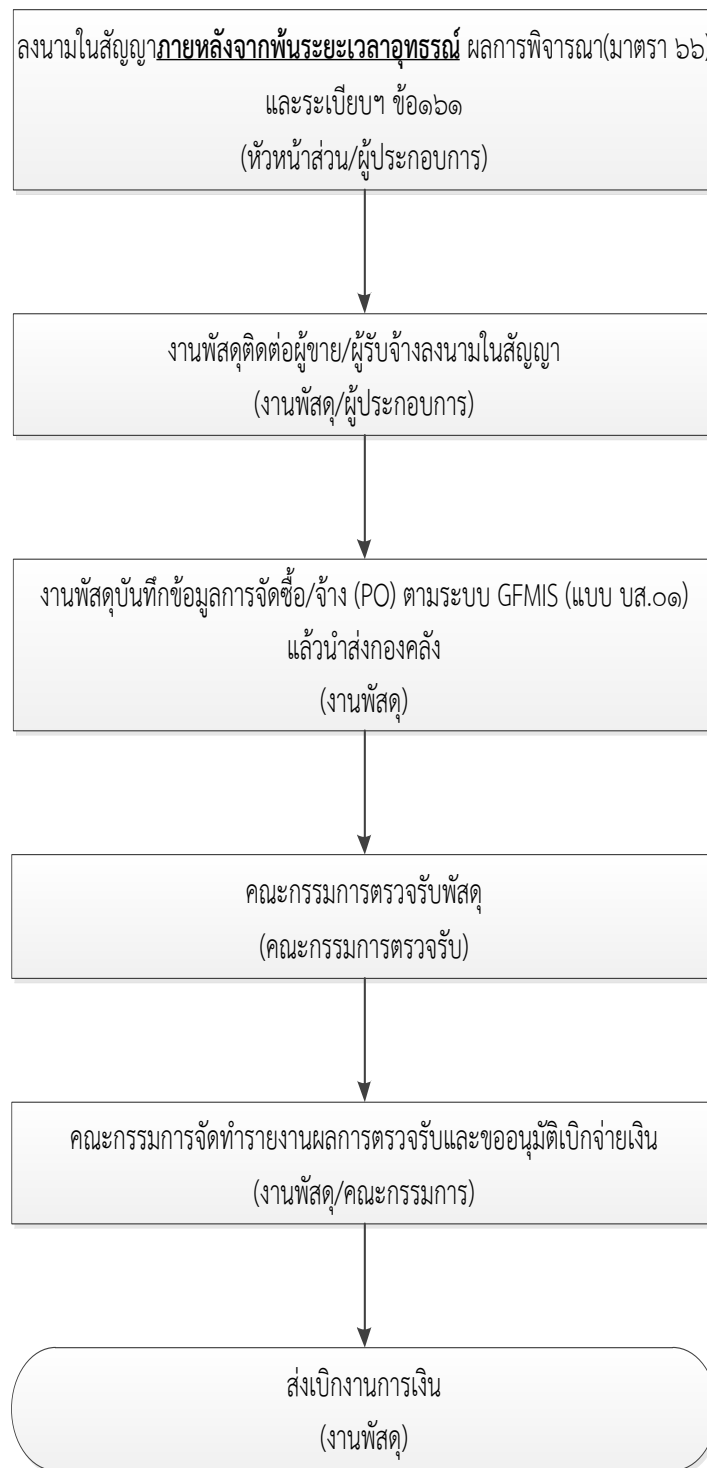 ลงนามในสัญญาภายหลังจากพ้นระยะเวลาอุทธรณ์ ผลการพิจารณา(มาตรา ๖๖)
และระเบียบฯ ข้อ๑๖๑
(หัวหน้าส่วน/ผู้ประกอบการ)
งานพัสดุติดต่อผู้ขาย/ผู้รับจ้างลงนามในสัญญา
(งานพัสดุ/ผู้ประกอบการ)
งานพัสดุบันทึกข้อมูลการจัดซื้อ/จ้าง (PO) ตามระบบ GFMIS (แบบ บส.๐๑)
แล้วนำส่งกองคลัง
(งานพัสดุ)
คณะกรรมการตรวจรับพัสดุ
(คณะกรรมการตรวจรับ)
คณะกรรมการจัดทำรายงานผลการตรวจรับและขออนุมัติเบิกจ่ายเงิน
(งานพัสดุ/คณะกรรมการ)
ส่งเบิกงานการเงิน
(งานพัสดุ)